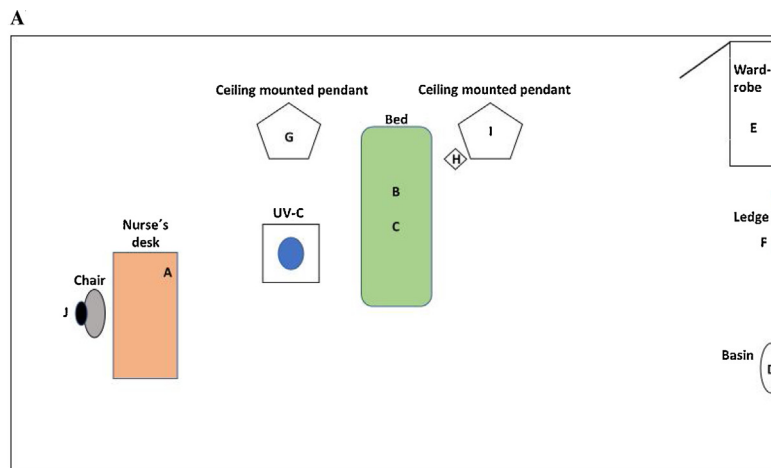 A
Ceiling mounted pendant
Ceiling mounted pendant
Ward-
robe
G
Bed
I
E
H
B
UV-C
Nurse´s
desk
C
Ledge
F
A
Chair
J
Basin
D